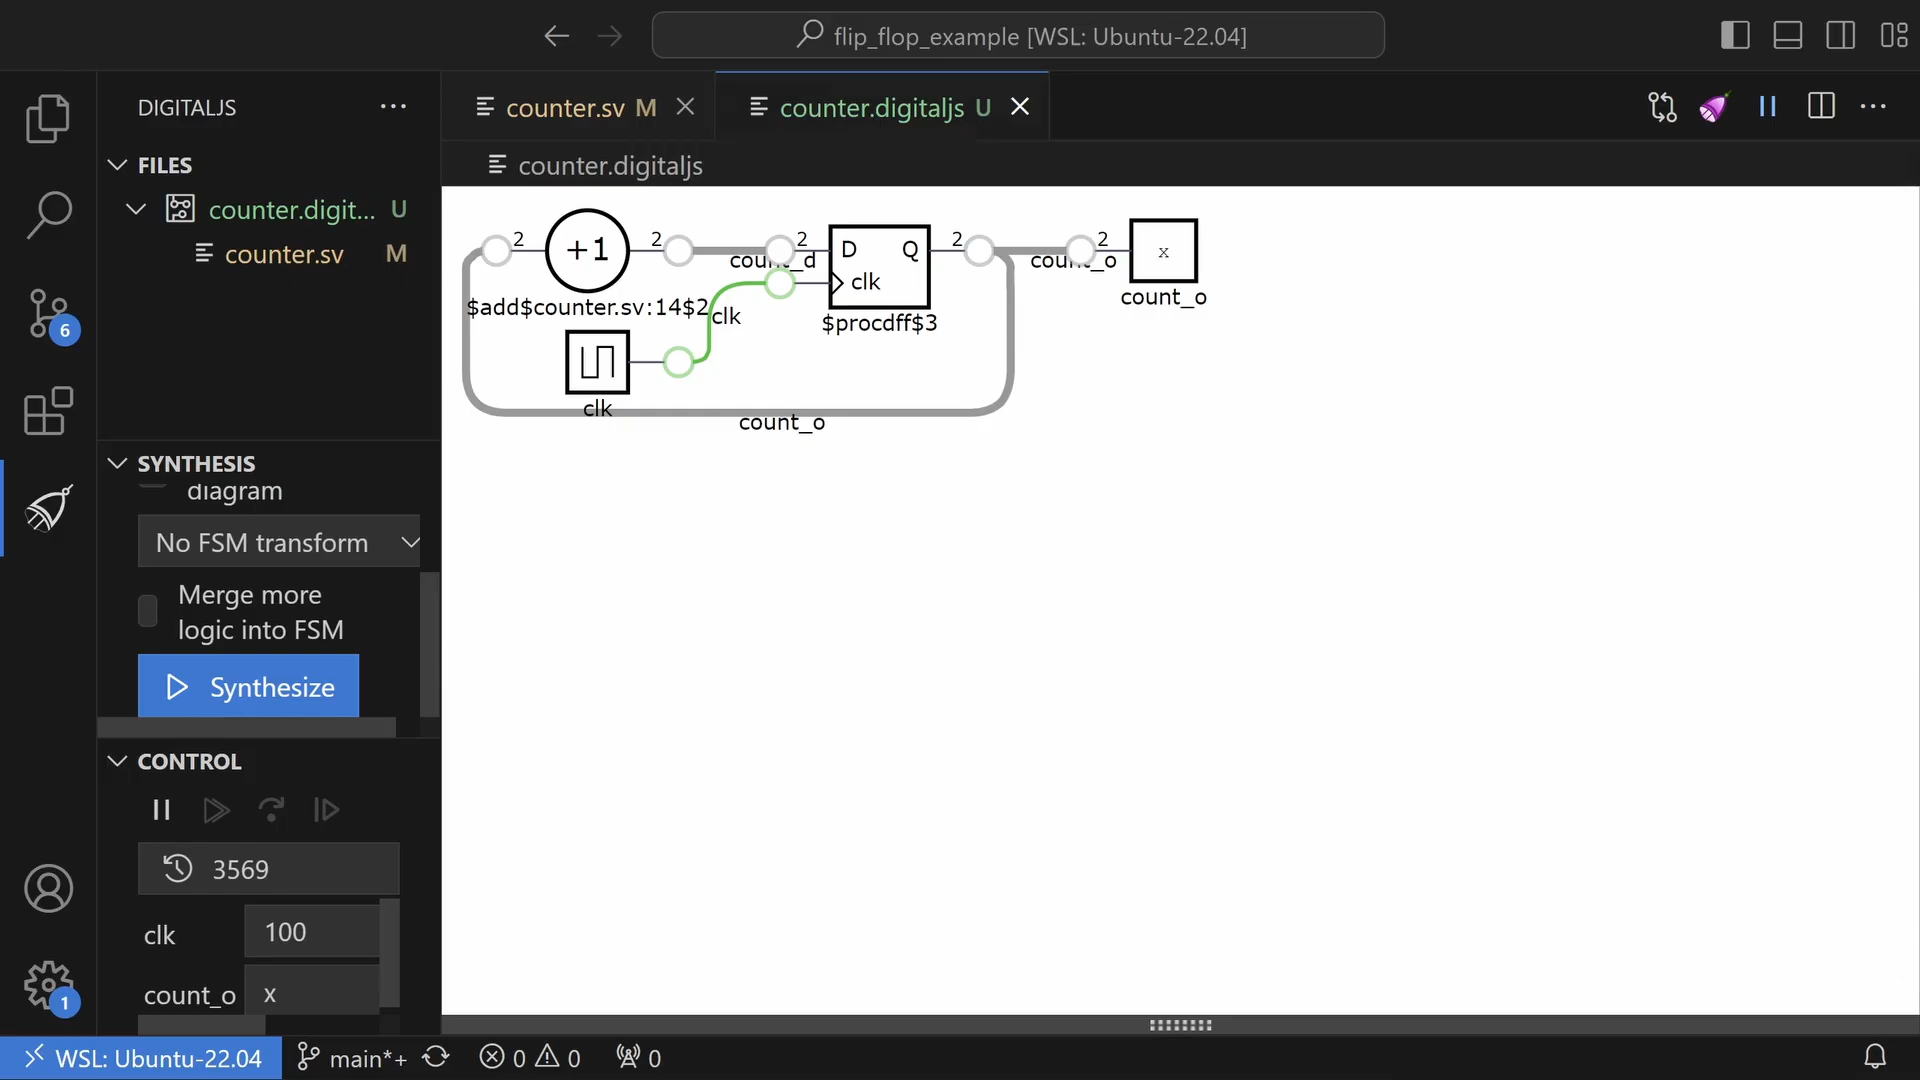 flip_flop_example [WSL: Ubuntu-22.04]
DIGITALJS
counter.sv M
counter.digitaljs U
counter.digitaljs
FILES
counter.digit... U
counter.sv M
6
SYNTHESIS
diagram
No FSM transform
Merge more
logic into FSM
Synthesize
CONTROL
3569
clk 100
count_o x
1
2 +1 2 2 D Q 2 2 x
count_d
count_o
clk
$add$counter.sv:14$2
clk
$procdff$3
count_o
clk
count_o
WSL: Ubuntu-22.04 main*+ 0 0 0